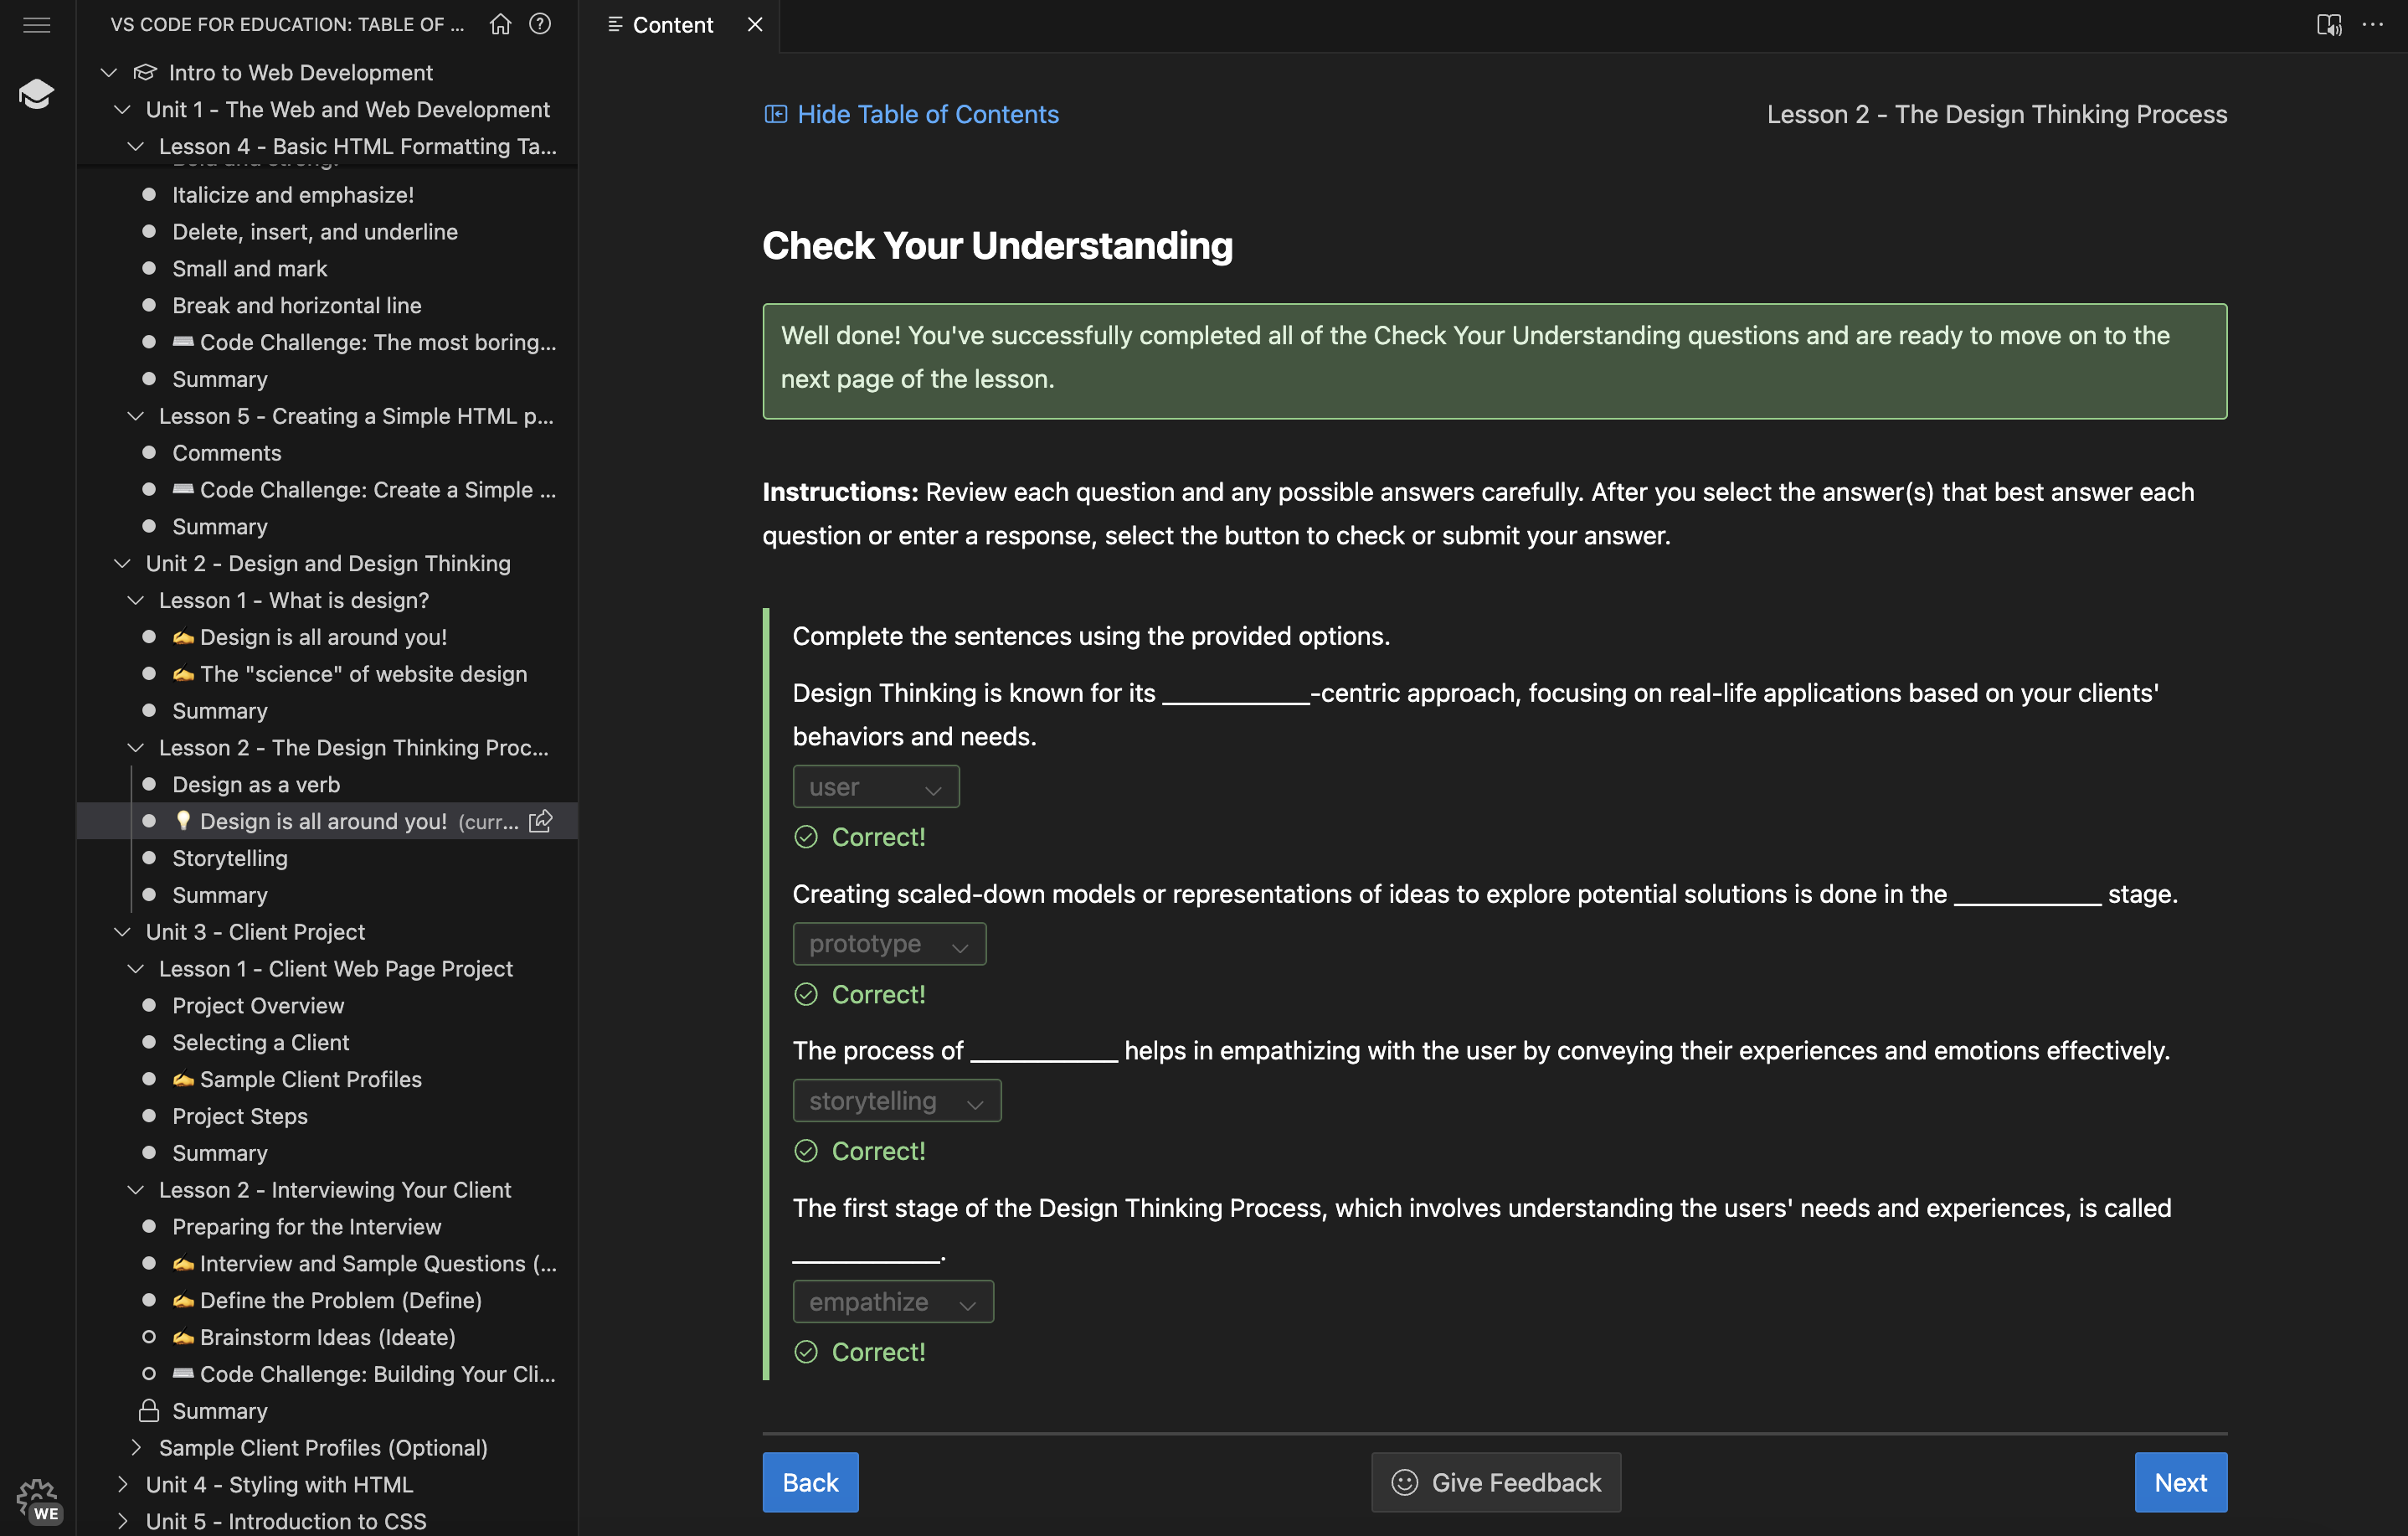 VS CODE FOR EDUCATION: TABLE OF ...
Intro to Web Development
Unit 1 - The Web and Web Development
Lesson 4 - Basic HTML Formatting Ta...
Italicize and emphasize!
Delete, insert, and underline
Small and mark
Break and horizontal line
Code Challenge: The most boring...
Summary
Lesson 5 - Creating a Simple HTML p...
Comments
Code Challenge: Create a Simple ...
Summary
Unit 2 - Design and Design Thinking
Lesson 1 - What is design?
Design is all around you!
The "science" of website design
Summary
Lesson 2 - The Design Thinking Proc...
Design as a verb
Design is all around you! (curr...
Storytelling
Summary
Unit 3 - Client Project
Lesson 1 - Client Web Page Project
Project Overview
Selecting a Client
Sample Client Profiles
Project Steps
Summary
Lesson 2 - Interviewing Your Client
Preparing for the Interview
Interview and Sample Questions (...
Define the Problem (Define)
Brainstorm Ideas (Ideate)
Code Challenge: Building Your Cli...
Summary
Sample Client Profiles (Optional)
Unit 4 - Styling with HTML
Unit 5 - Introduction to CSS
WE
Content
Hide Table of Contents
Lesson 2 - The Design Thinking Process
Check Your Understanding
Well done! You've successfully completed all of the Check Your Understanding questions and are ready to move on to the
next page of the lesson.
Instructions: Review each question and any possible answers carefully. After you select the answer(s) that best answer each
question or enter a response, select the button to check or submit your answer.
Complete the sentences using the provided options.
Design Thinking is known for its ___________-centric approach, focusing on real-life applications based on your clients'
behaviors and needs.
user
Correct!
Creating scaled-down models or representations of ideas to explore potential solutions is done in the ___________ stage.
prototype
Correct!
The process of ___________ helps in empathizing with the user by conveying their experiences and emotions effectively.
storytelling
Correct!
The first stage of the Design Thinking Process, which involves understanding the users' needs and experiences, is called
___________.
empathize
Correct!
Back
Give Feedback
Next